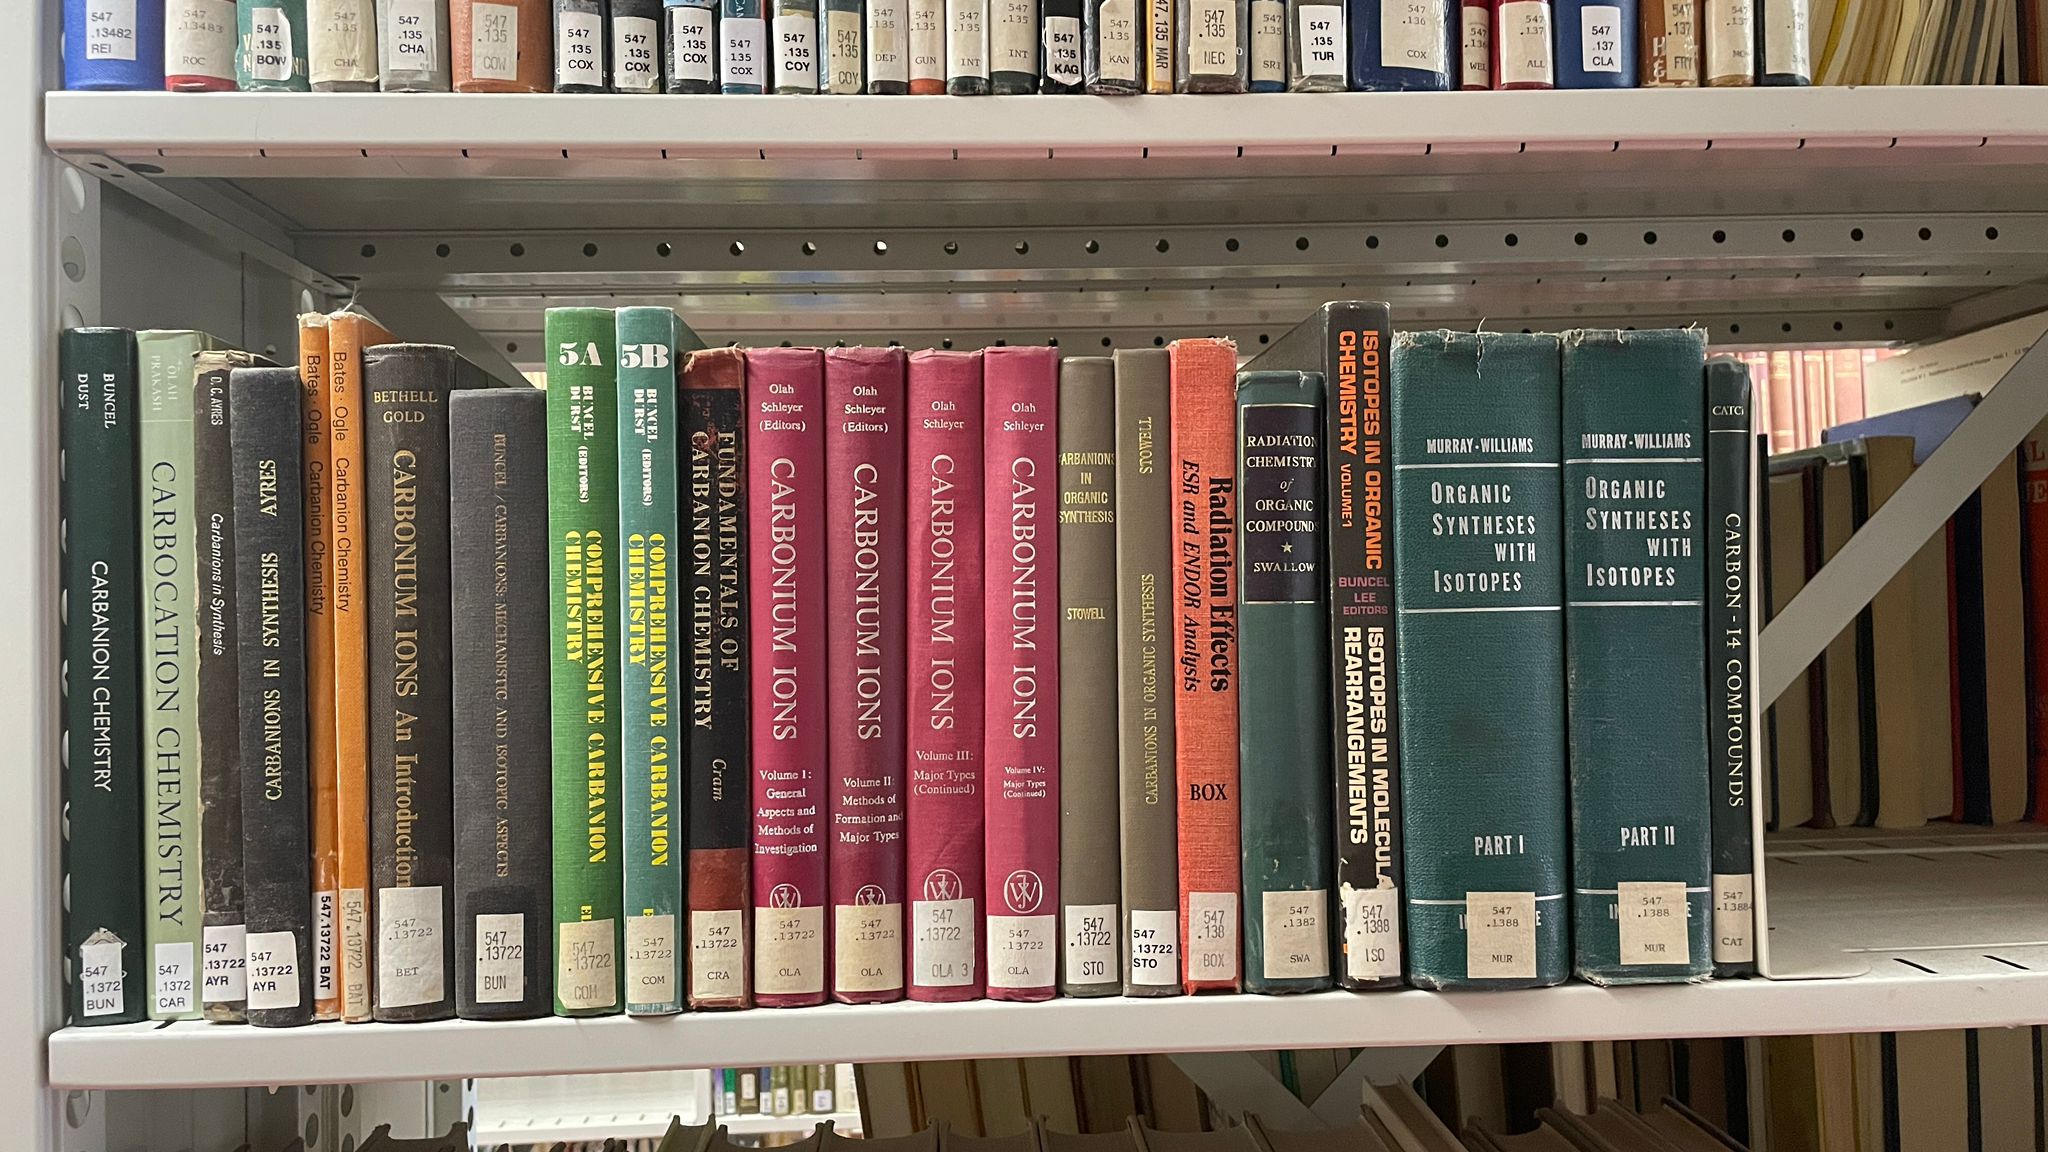 547
.13482
REI
547
.13483
ROC
547
.135
BOW
547
.135
CHA
547
.135
CHA
547
.135
COW
547
.135
COX
547
.135
COX
547
.135
COX
547
.135
COX
547
.135
COY
547
.135
COY
547
.135
DEP
547
.135
GUN
547
.135
INT
547
.135
INT
547
.135
KAG
547
.135
KAN
547.135 MAR
547
.135
NEC
547
.135
SRI
547
.135
TUR
547
.136
COX
547
.136
WEL
547
.137
ALL
547
.137
CLA
547
.137
FRY
547
.137
547
.137
BUNCEL
DUST
CARBANION CHEMISTRY
547
.1372
BUN
OLAH
PRAKASH
CARBOCATION CHEMISTRY
547
.1372
CAR
C. AYRES
Carbanions in Synthesis
547
.13722
AYR
AYRES
CARBANIONS IN SYNTHESIS
547
.13722
AYR
Bates · Ogle Carbanion Chemistry
547.13722 BAT
Bates · Ogle Carbanion Chemistry
547.13722 BAT
BETHELL
GOLD
CARBONIUM IONS An Introduction
547
.13722
BET
BUNCEL / CARBANIONS: MECHANISTIC AND ISOTOPIC ASPECTS
547
.13722
BUN
5A
BUNCEL
DURST (EDITORS)
COMPREHENSIVE CARBANION
CHEMISTRY
547
.13722
COM
5B
BUNCEL
DURST (EDITORS)
COMPREHENSIVE CARBANION
CHEMISTRY
547
.13722
COM
FUNDAMENTALS OF
CARBANION CHEMISTRY
Cram
547
.13722
CRA
Olah
Schleyer
(Editors)
CARBONIUM IONS
Volume I:
General
Aspects and
Methods of
Investigation
547
.13722
OLA
Olah
Schleyer
(Editors)
CARBONIUM IONS
Volume II:
Methods of
Formation and
Major Types
547
.13722
OLA
Olah
Schleyer
CARBONIUM IONS
Volume III:
Major Types
(Continued)
547
.13722
OLA 3
Olah
Schleyer
CARBONIUM IONS
Volume IV:
Major Types
(Continued)
547
.13722
OLA
CARBANIONS
IN
ORGANIC
SYNTHESIS
STOWELL
547
.13722
STO
STOWELL
CARBANIONS IN ORGANIC SYNTHESIS
547
.13722
STO
Radiation Effects
ESR and ENDOR Analysis
BOX
547
.138
BOX
RADIATION
CHEMISTRY
of
ORGANIC
COMPOUNDS
★
SWALLOW
547
.1382
SWA
ISOTOPES IN ORGANIC
CHEMISTRY VOLUME 1
BUNCEL
LEE
EDITORS
ISOTOPES IN MOLECULA
REARRANGEMENTS
547
.1388
ISO
MURRAY-WILLIAMS
ORGANIC
SYNTHESES
WITH
ISOTOPES
PART I
547
.1388
MUR
MURRAY-WILLIAMS
ORGANIC
SYNTHESES
WITH
ISOTOPES
PART II
547
.1388
MUR
CATCH
CARBON-14 COMPOUNDS
547
.1388
CAT